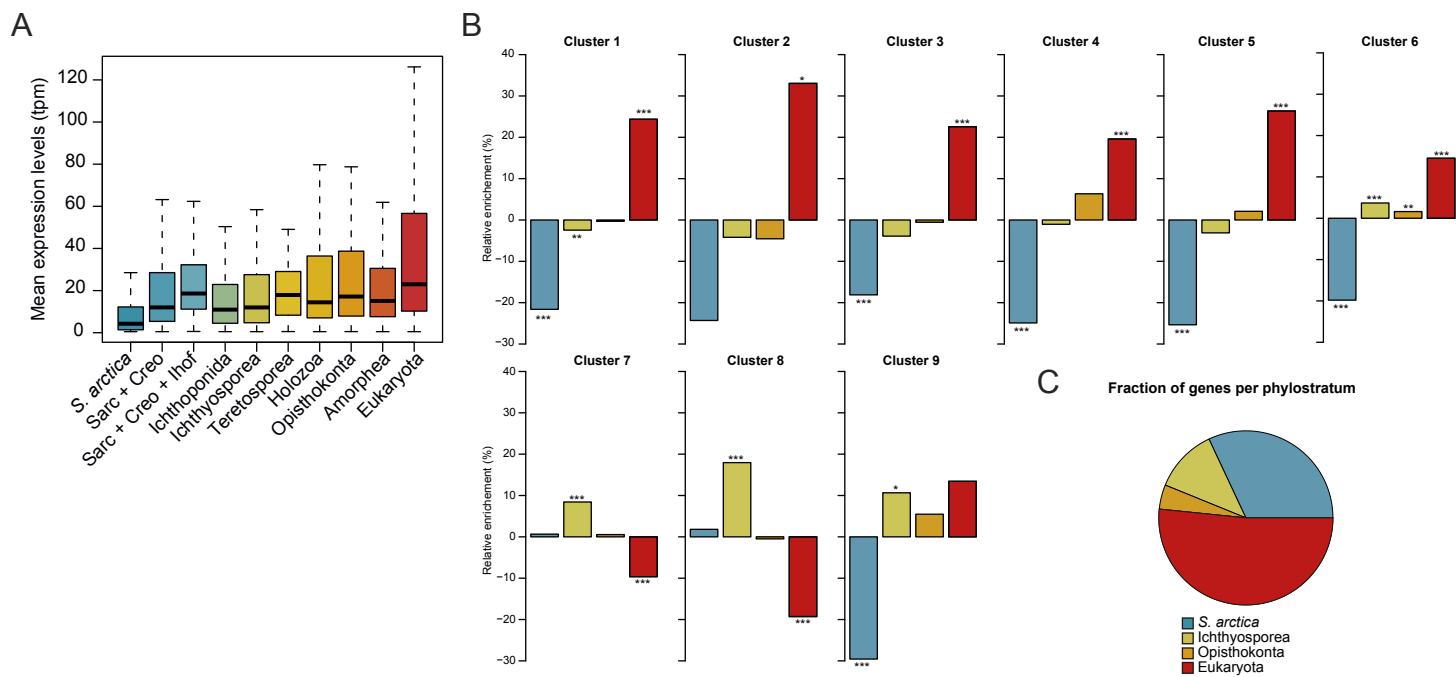 A
Mean expression levels (tpm)
120
100
80
60
40
20
0
S. arctica
Sarc + Creo
Sarc + Creo + Ihof
Ichthoponida
Ichthyosporea
Teretosporea
Holozoa
Opisthokonta
Amorphea
Eukaryota
B
Relative enrichement (%)
40
30
20
10
0
−10
−20
−30
Cluster 1
***
**
***
Cluster 2
*
Cluster 3
***
***
Cluster 4
***
***
Cluster 5
***
***
Cluster 6
***
**
***
***
Relative enrichement (%)
40
30
20
10
0
−10
−20
−30
Cluster 7
***
***
Cluster 8
***
***
Cluster 9
*
***
C
Fraction of genes per phylostratum
S. arctica
Ichthyosporea
Opisthokonta
Eukaryota